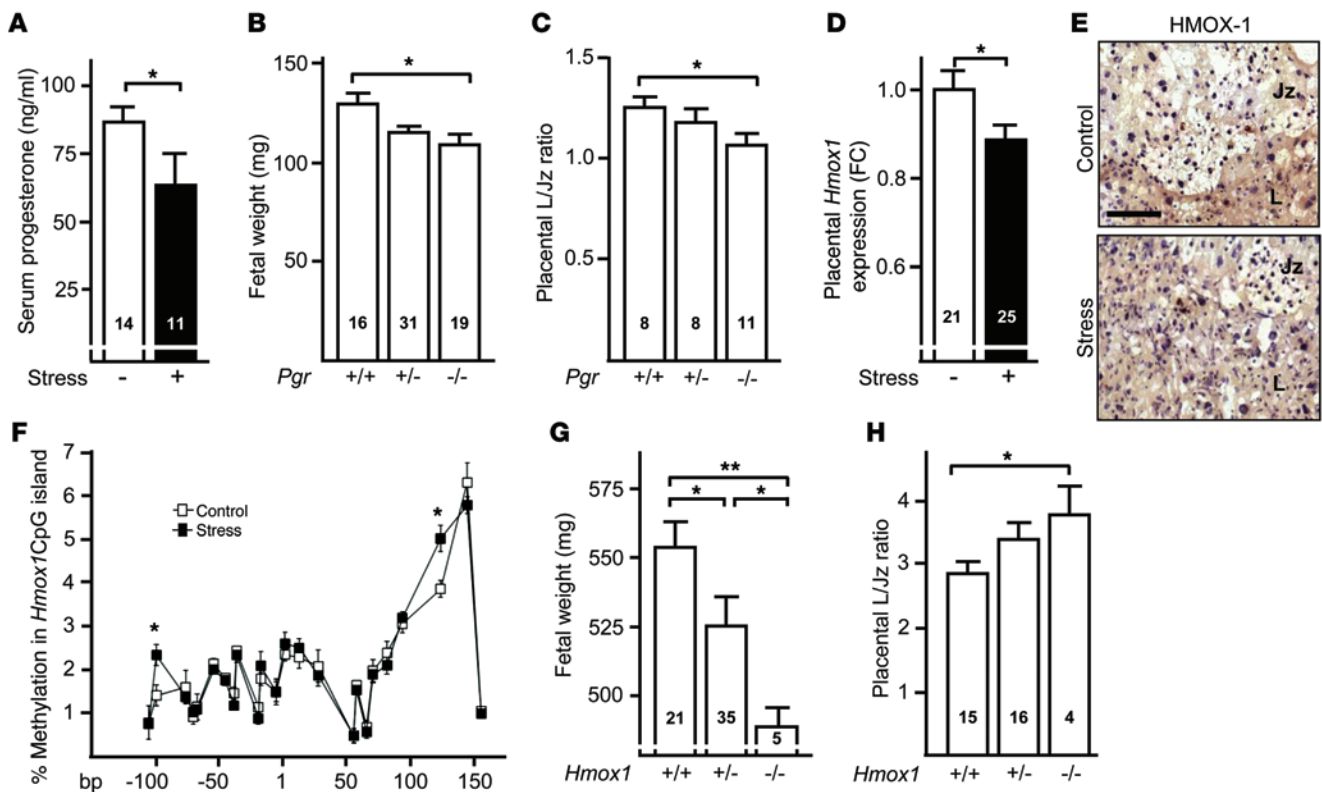 A
Serum progesterone (ng/ml)
100
75
50
25
*
14
11
Stress
-
+
B
Fetal weight (mg)
150
100
50
*
16
31
19
Pgr
+/+
+/-
-/-
C
Placental L/Jz ratio
1.5
1.0
0.5
*
8
8
11
Pgr
+/+
+/-
-/-
D
Placental Hmox1
expression (FC)
1.0
0.8
0.6
*
21
25
Stress
-
+
E
HMOX-1
Control
Jz
L
Stress
Jz
L
F
% Methylation in Hmox1CpG island
7
6
5
4
3
2
1
Control
Stress
*
*
bp
-100
-50
1
50
100
150
G
Fetal weight (mg)
575
550
525
500
**
*
*
21
35
5
Hmox1
+/+
+/-
-/-
H
Placental L/Jz ratio
4
3
2
1
*
15
16
4
Hmox1
+/+
+/-
-/-